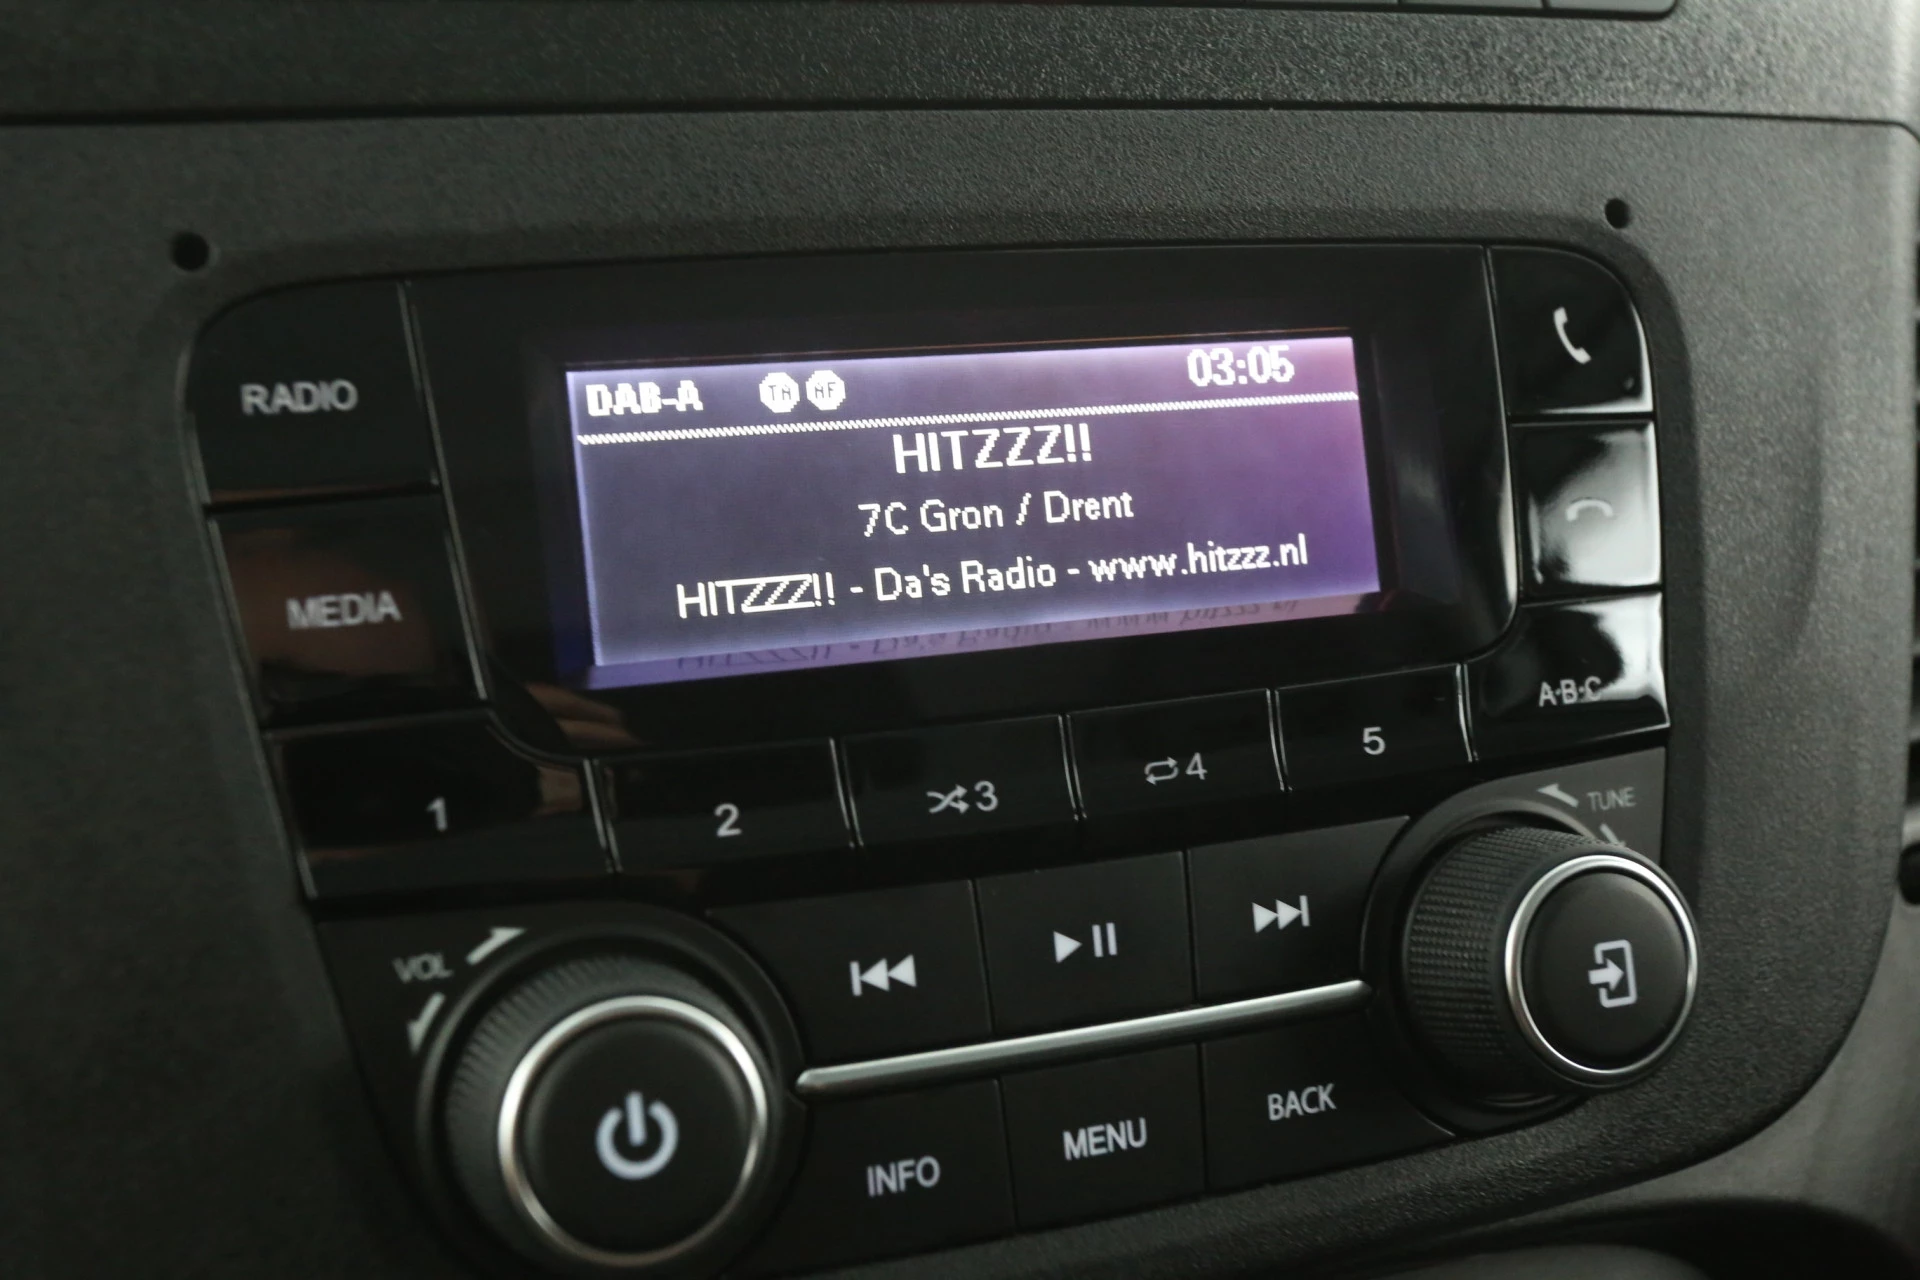 DAB-A TA AF 03:05
HITZZZ!!
7C Gron / Drent
HITZZZ!! - Da's Radio - www.hitzzz.nl
RADIO
MEDIA
A·B·C
1
2
3
4
5
VOL
TUNE
INFO
MENU
BACK